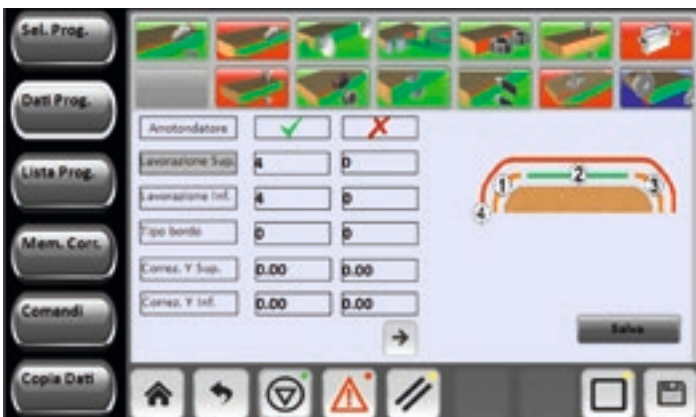 Sel. Prog.
Dati Prog.
Lista Prog.
Mem. Corr.
Comandi
Copia Dati
Arrotondatore
Lavorazione Sup. 4 0
Lavorazione Inf. 4 0
Tipo bordo 0 0
Correz. Y Sup. 0.00 0.00
Correz. Y Inf. 0.00 0.00
1 2 3
4
Salva